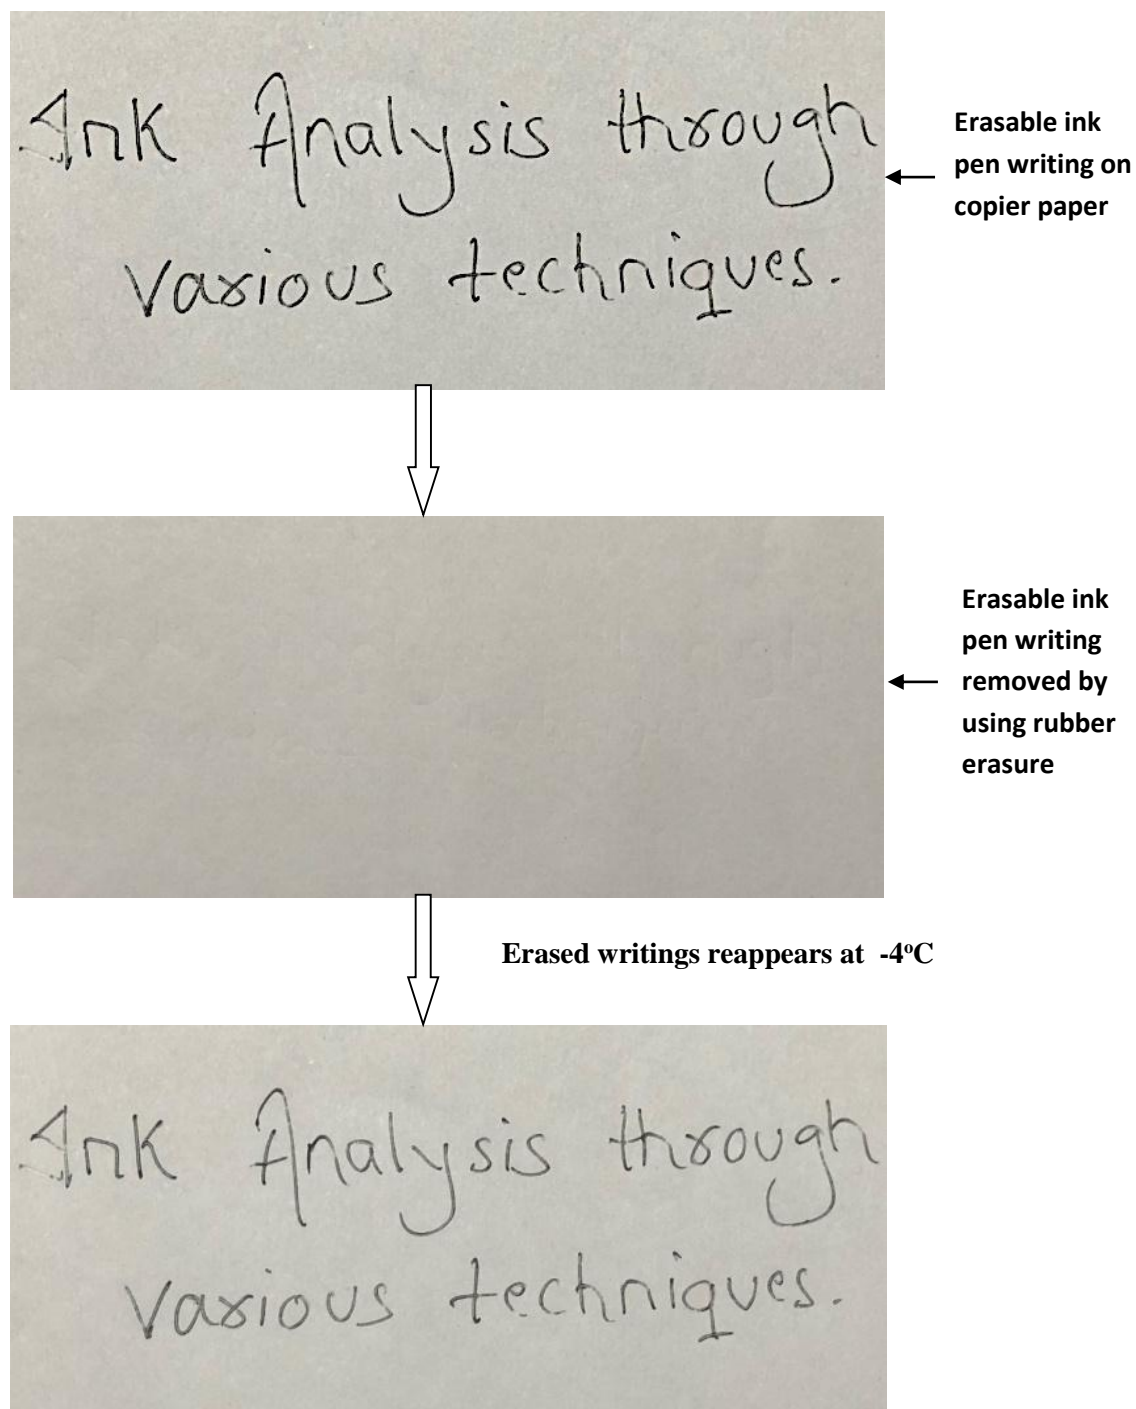 Ink Analysis through
various techniques.
Erasable ink
pen writing on
copier paper
Erasable ink
pen writing
removed by
using rubber
erasure
Erased writings reappears at -4°C
Ink Analysis through
various techniques.